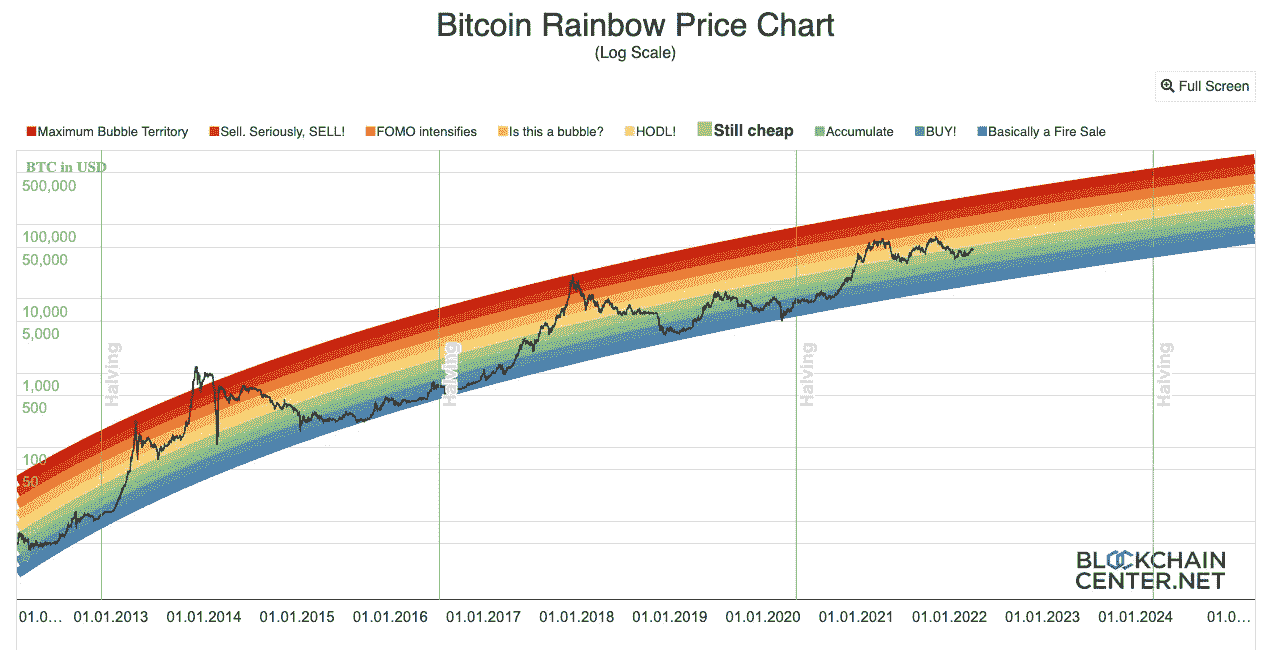 Bitcoin Rainbow Price Chart
(Log Scale)
Full Screen
Maximum Bubble Territory Sell. Seriously, SELL! FOMO intensifies Is this a bubble? HODL! Still cheap Accumulate BUY! Basically a Fire Sale
BTC in USD
500,000
100,000
50,000
10,000
5,000
1,000
500
100
50
Halving
Halving
Halving
Halving
BLOCKCHAIN
CENTER.NET
01.0... 01.01.2013 01.01.2014 01.01.2015 01.01.2016 01.01.2017 01.01.2018 01.01.2019 01.01.2020 01.01.2021 01.01.2022 01.01.2023 01.01.2024 01.0...